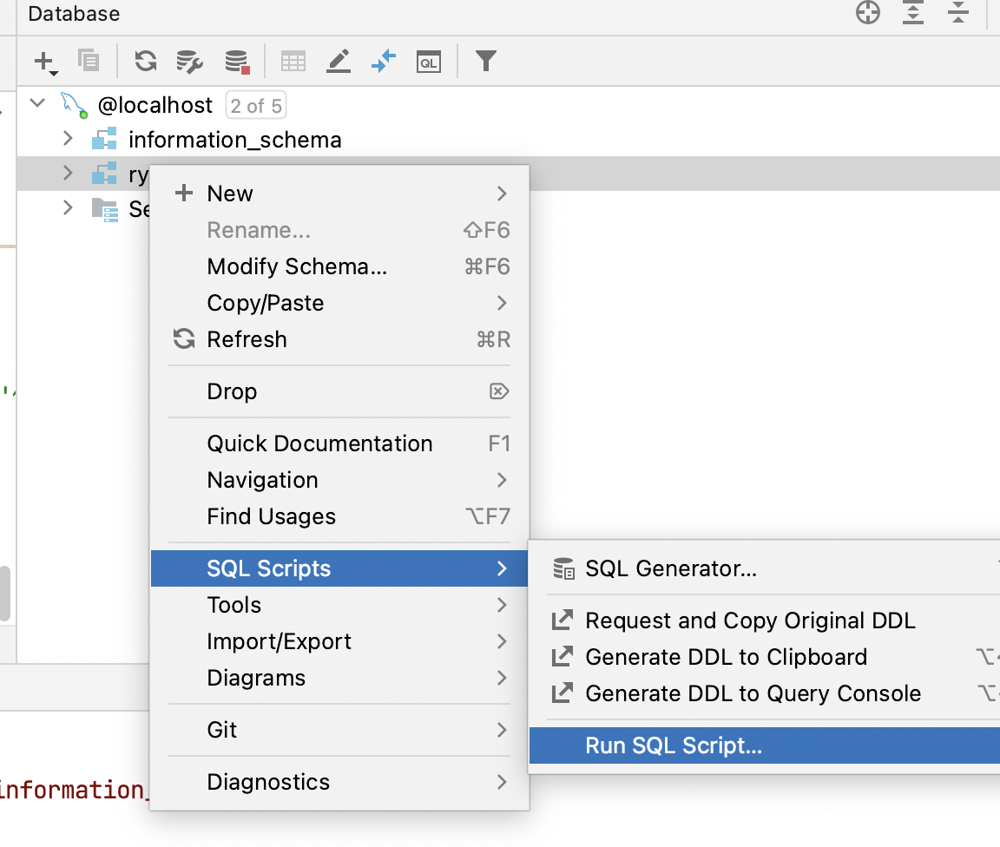 Database
QL
@localhost 2 of 5
information_schema
ry
Se
New
Rename... ⇧F6
Modify Schema... ⌘F6
Copy/Paste
Refresh ⌘R
Drop ⌦
Quick Documentation F1
Navigation
Find Usages ⌥F7
SQL Scripts
Tools
Import/Export
Diagrams
Git
Diagnostics
SQL Generator...
Request and Copy Original DDL
Generate DDL to Clipboard ⌥
Generate DDL to Query Console ⌥
Run SQL Script...
information_